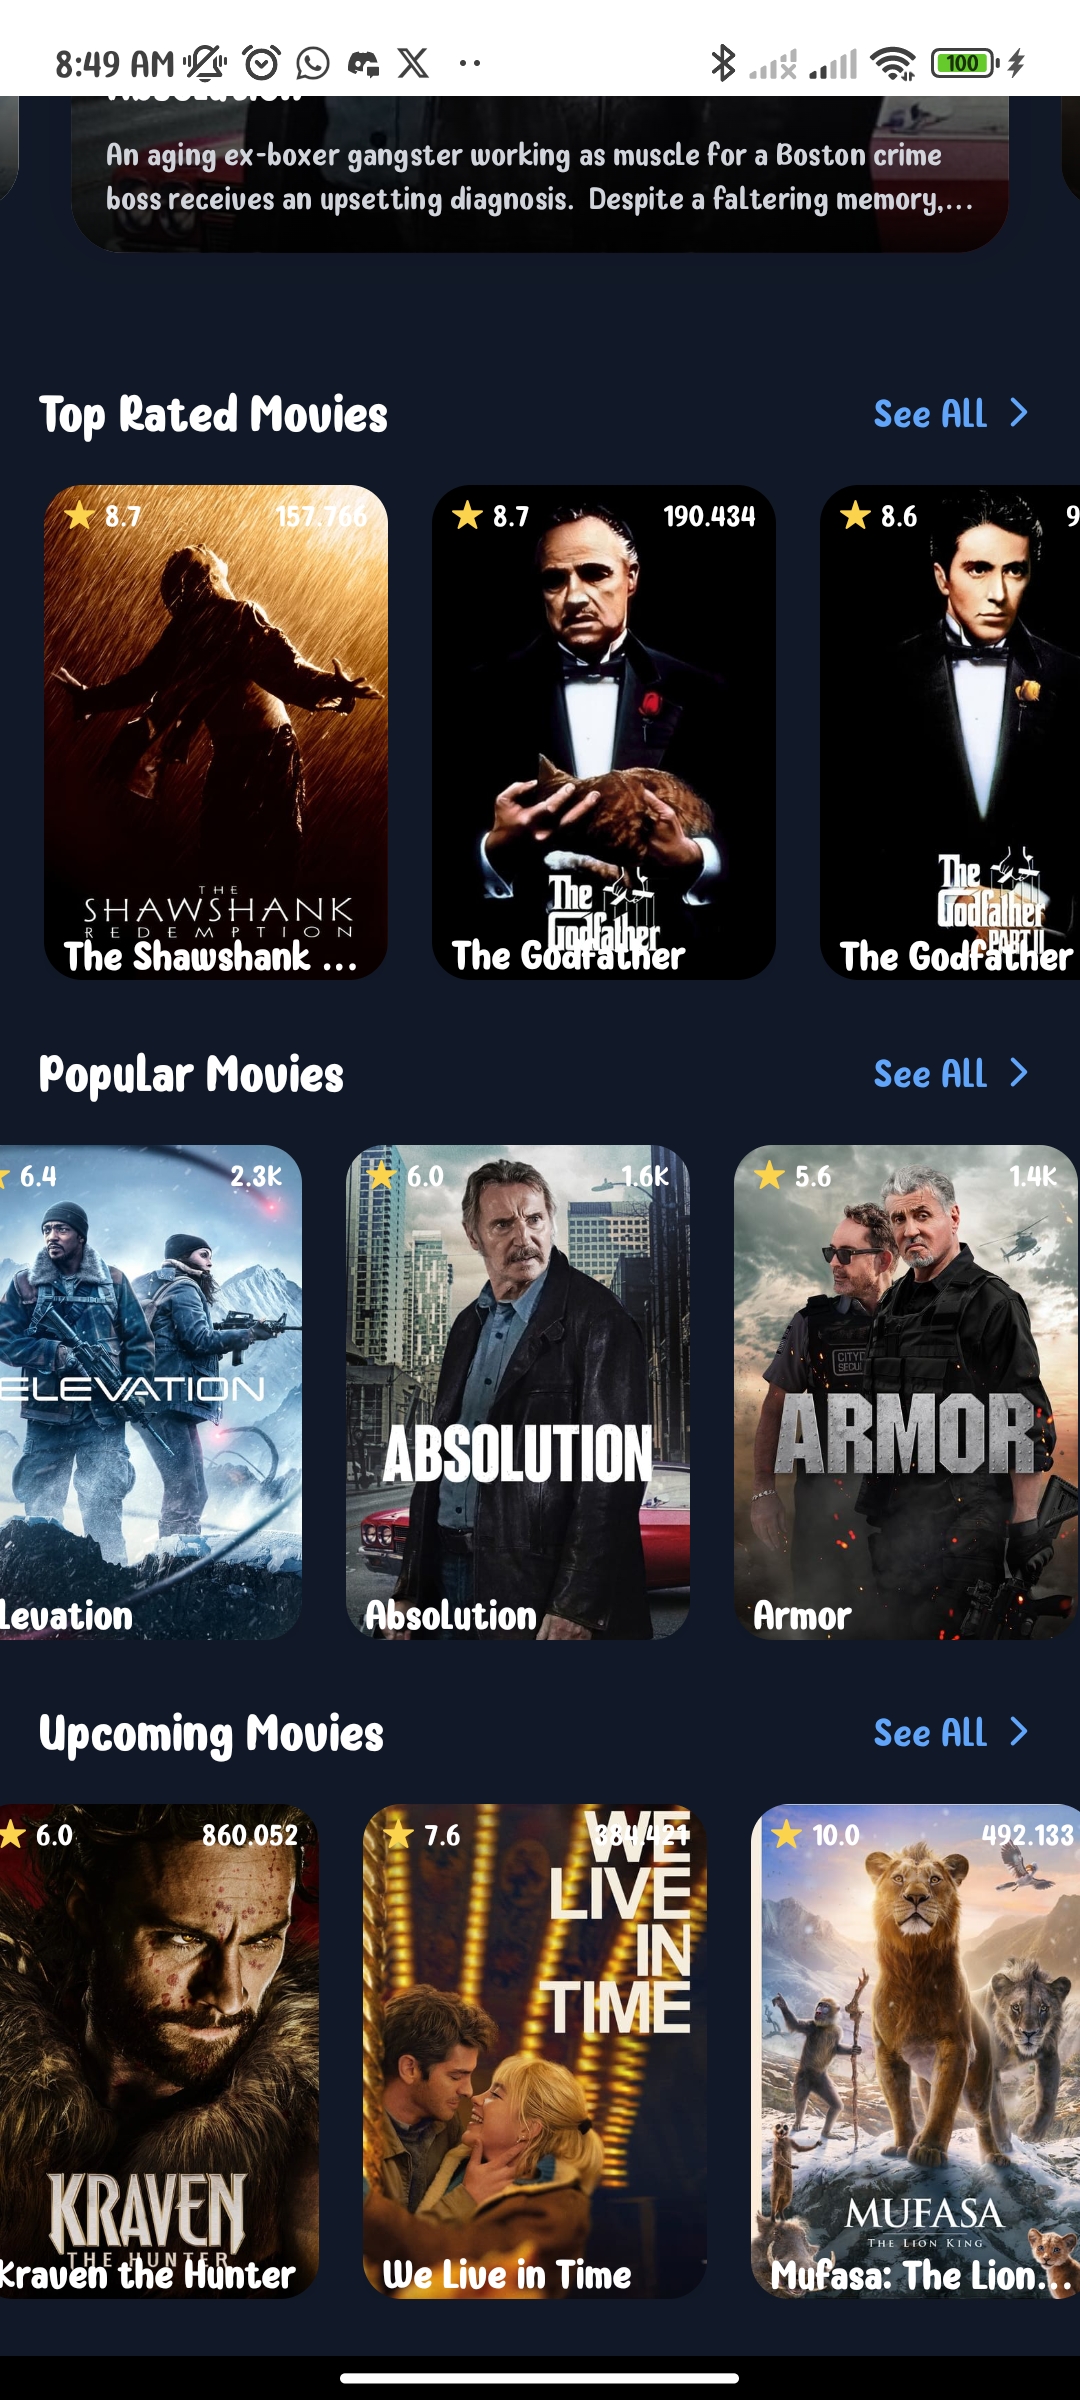 8:49 AM
100
Absolution
An aging ex-boxer gangster working as muscle for a Boston crime
boss receives an upsetting diagnosis. Despite a faltering memory,...
Top Rated Movies
See All
8.7
157.766
8.7
190.434
8.6
9
THE
SHAWSHANK
REDEMPTION
The Shawshank ...
The
Godfather
The Godfather
The
Godfather
PART II
The Godfather
Popular Movies
See All
6.4
2.3K
6.0
1.6K
5.6
1.4K
ELEVATION
levation
ABSOLUTION
Absolution
CITY
SECU
ARMOR
Armor
Upcoming Movies
See All
6.0
860.052
7.6
384.421
10.0
492.133
KRAVEN
THE HUNTER
Kraven the Hunter
WE
LIVE
IN
TIME
We Live in Time
MUFASA
THE LION KING
Mufasa: The Lion...